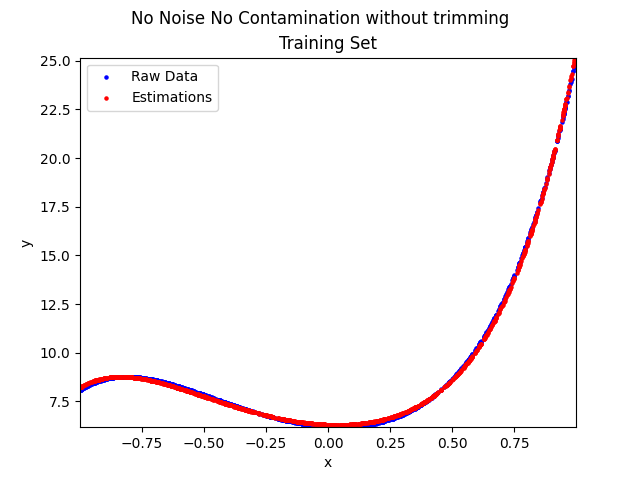 No Noise No Contamination without trimming
Training Set
Raw Data
Estimations
25.0
22.5
20.0
17.5
15.0
12.5
10.0
7.5
y
−0.75 −0.50 −0.25 0.00 0.25 0.50 0.75
x